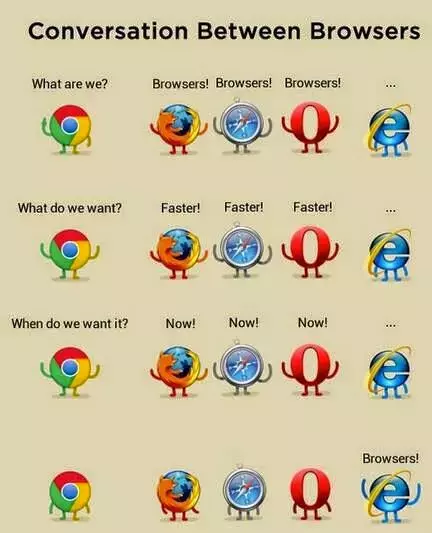 Conversation Between Browsers
What are we? Browsers! Browsers! Browsers! ...
What do we want? Faster! Faster! Faster! ...
When do we want it? Now! Now! Now! ...
Browsers!